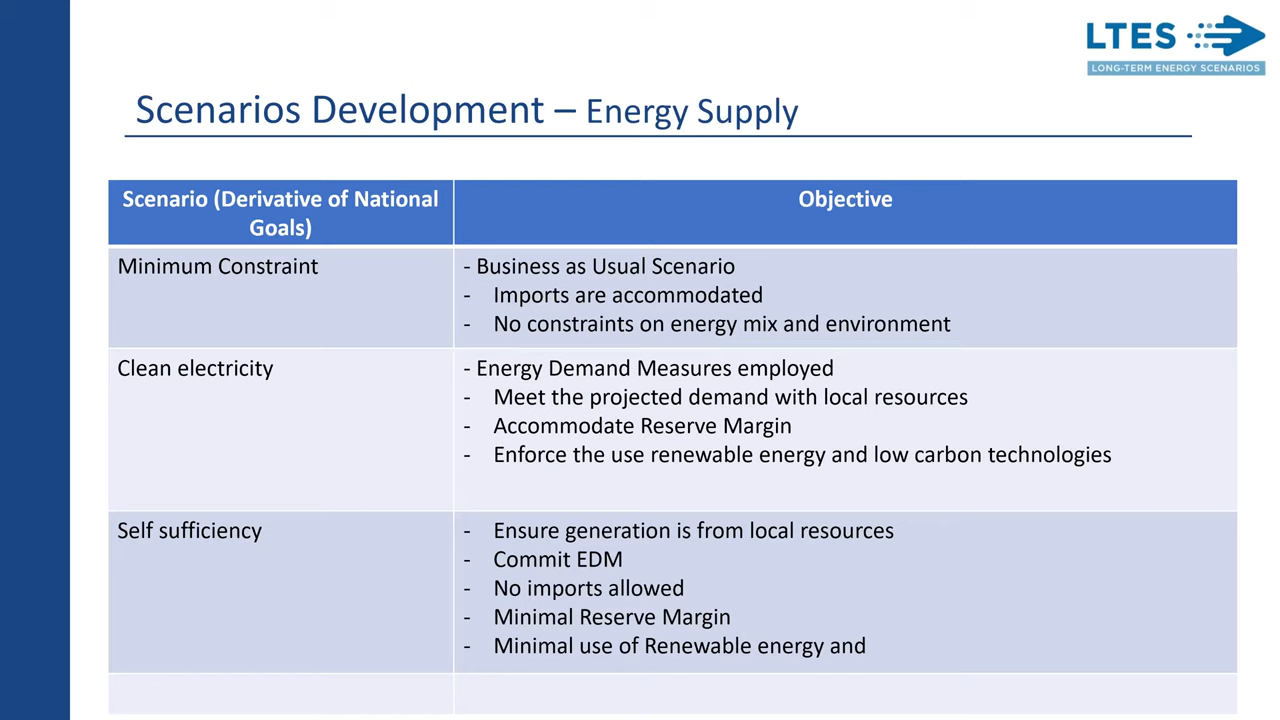 LTES
LONG-TERM ENERGY SCENARIOS
Scenarios Development – Energy Supply
Scenario (Derivative of National
Goals)
Objective
Minimum Constraint
- Business as Usual Scenario
- Imports are accommodated
- No constraints on energy mix and environment
Clean electricity
- Energy Demand Measures employed
- Meet the projected demand with local resources
- Accommodate Reserve Margin
- Enforce the use renewable energy and low carbon technologies
Self sufficiency
- Ensure generation is from local resources
- Commit EDM
- No imports allowed
- Minimal Reserve Margin
- Minimal use of Renewable energy and